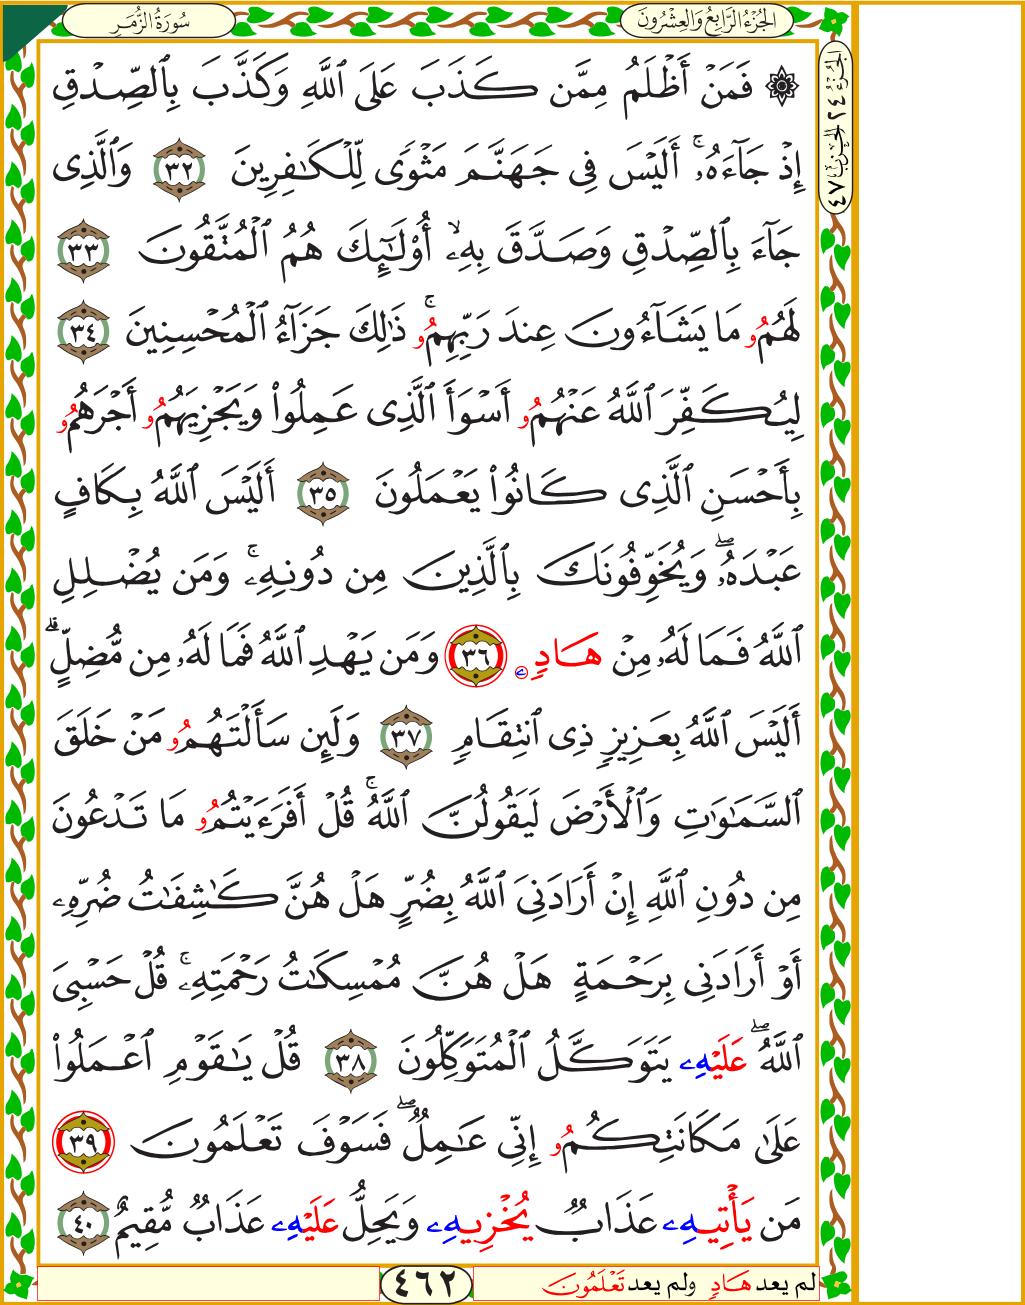 سُورَةُ الزُّمَرِ
الجُزْءُ الرَّابِعُ وَالعِشْرُونَ
الجُزْءُ ٢٤ الحِزْبُ ٤٧
۞ فَمَنْ أَظْلَمُ مِمَّن كَذَبَ عَلَى ٱللَّهِ وَكَذَّبَ بِٱلصِّدْقِ
إِذْ جَآءَهُۥٓۚ أَلَيْسَ فِى جَهَنَّمَ مَثْوًى لِّلْكَٰفِرِينَ ٣٢ وَٱلَّذِى
جَآءَ بِٱلصِّدْقِ وَصَدَّقَ بِهِۦۙ أُو۟لَٰٓئِكَ هُمُ ٱلْمُتَّقُونَ ٣٣
لَهُمُۥ مَا يَشَآءُونَ عِندَ رَبِّهِمُۥۚ ذَٰلِكَ جَزَآءُ ٱلْمُحْسِنِينَ ٣٤
لِيُكَفِّرَ ٱللَّهُ عَنْهُمُۥ أَسْوَأَ ٱلَّذِى عَمِلُوا۟ وَيَجْزِيَهُمُۥ أَجْرَهُمُۥ
بِأَحْسَنِ ٱلَّذِى كَانُوا۟ يَعْمَلُونَ ٣٥ أَلَيْسَ ٱللَّهُ بِكَافٍ
عَبْدَهُۥۖ وَيُخَوِّفُونَكَ بِٱلَّذِينَ مِن دُونِهِۦۚ وَمَن يُضْلِلِ
ٱللَّهُ فَمَا لَهُۥ مِنْ هَادٍۦ ٣٦ وَمَن يَهْدِ ٱللَّهُ فَمَا لَهُۥ مِن مُّضِلٍّۗ
أَلَيْسَ ٱللَّهُ بِعَزِيزٍ ذِى ٱنتِقَامٍ ٣٧ وَلَئِن سَأَلْتَهُمُۥ مَنْ خَلَقَ
ٱلسَّمَٰوَٰتِ وَٱلْأَرْضَ لَيَقُولُنَّ ٱللَّهُۚ قُلْ أَفَرَءَيْتُمُۥ مَا تَدْعُونَ
مِن دُونِ ٱللَّهِ إِنْ أَرَادَنِىَ ٱللَّهُ بِضُرٍّ هَلْ هُنَّ كَٰشِفَٰتُ ضُرِّهِۦ
أَوْ أَرَادَنِى بِرَحْمَةٍ هَلْ هُنَّ مُمْسِكَٰتُ رَحْمَتِهِۦۚ قُلْ حَسْبِىَ
ٱللَّهُۖ عَلَيْهِۦ يَتَوَكَّلُ ٱلْمُتَوَكِّلُونَ ٣٨ قُلْ يَٰقَوْمِ ٱعْمَلُوا۟
عَلَىٰ مَكَانَتِكُمُۥ إِنِّى عَٰمِلٌۖ فَسَوْفَ تَعْلَمُونَ ٣٩
مَن يَأْتِيهِۦ عَذَابٌ يُخْزِيهِۦ وَيَحِلُّ عَلَيْهِۦ عَذَابٌ مُّقِيمٌ ٤٠
لم يعد هَادٍ ولم يعد تَعْلَمُونَ
٤٦٢